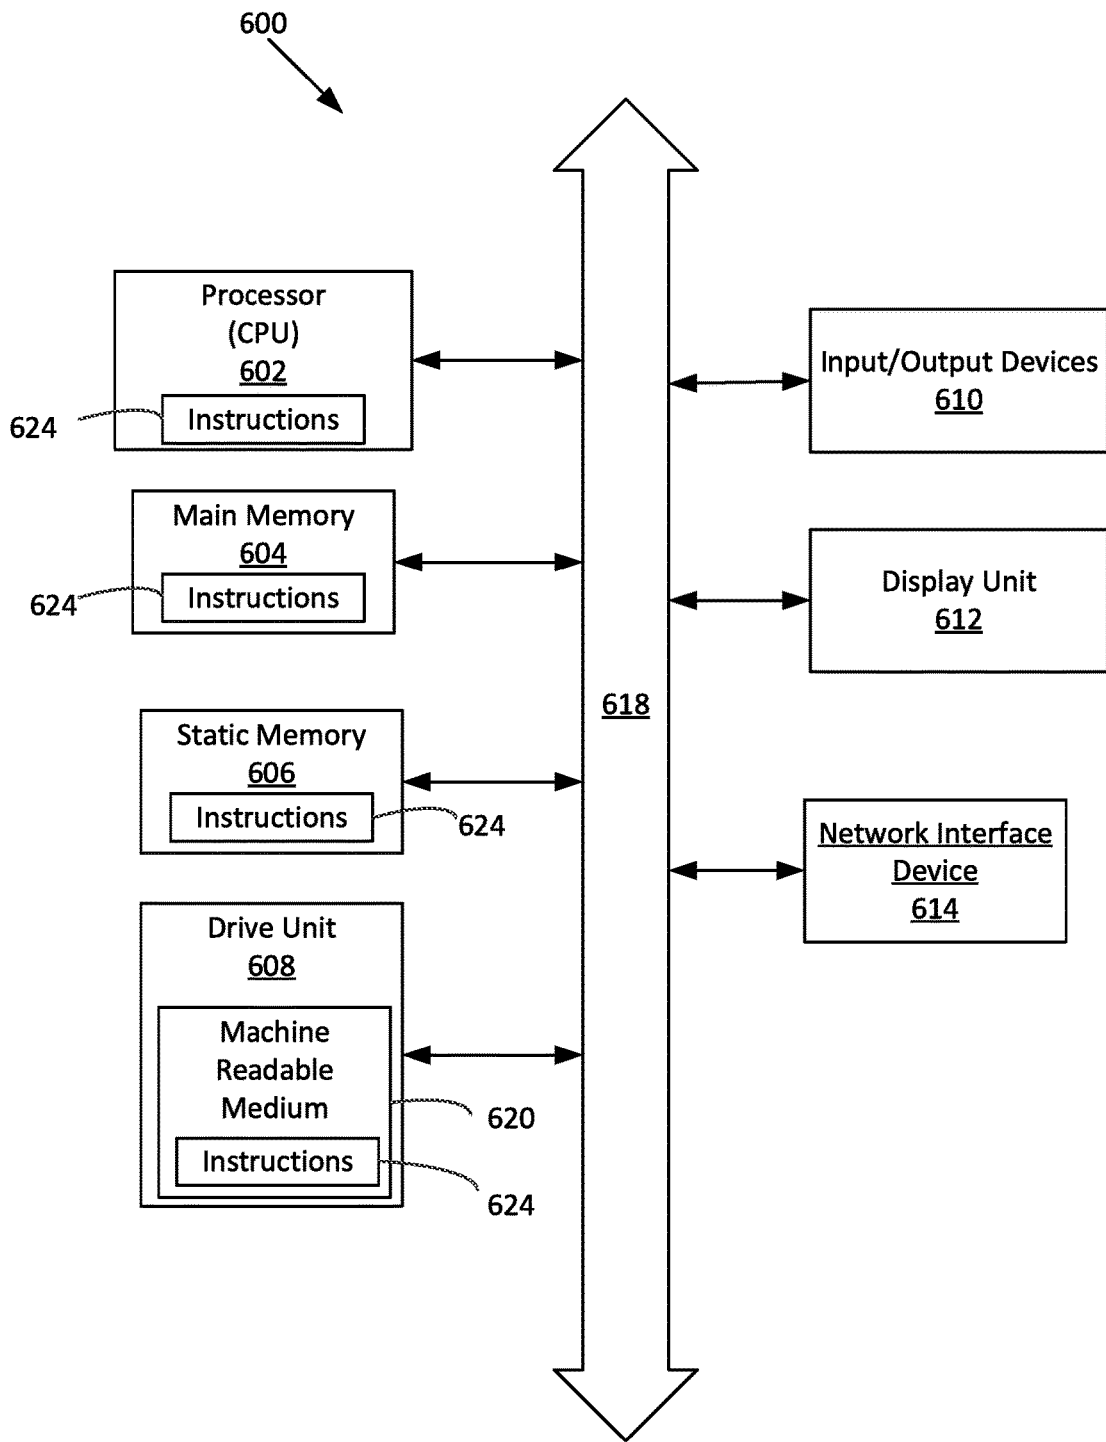 600
Processor
(CPU)
602
Instructions
624
Main Memory
604
Instructions
624
Static Memory
606
Instructions
624
Drive Unit
608
Machine
Readable
Medium
620
Instructions
624
618
Input/Output Devices
610
Display Unit
612
Network Interface
Device
614